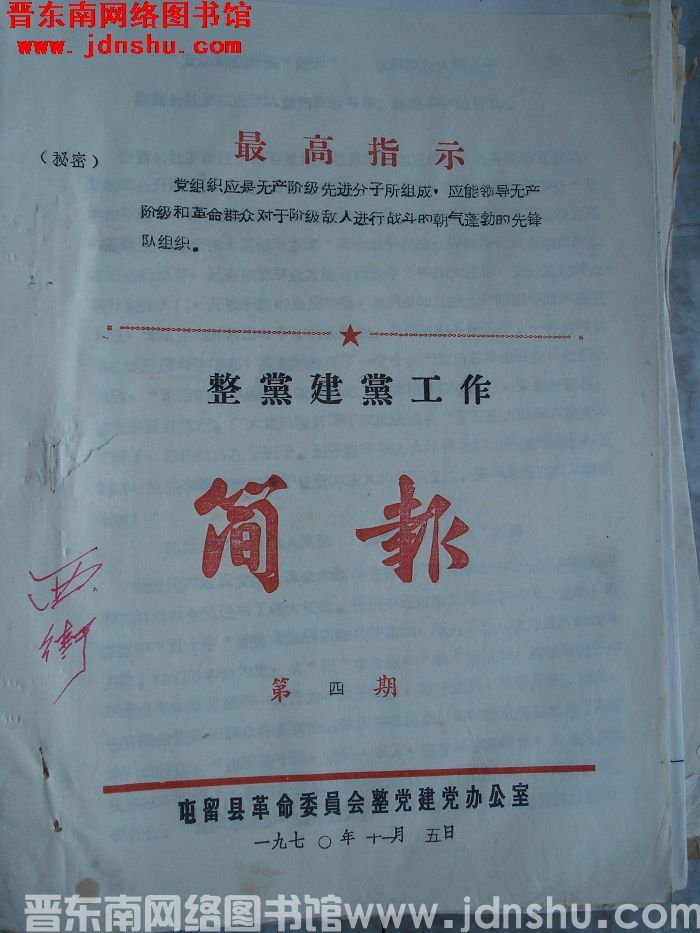 晋东南网络图书馆
www.jdnshu.com
（秘密）
最高指示
党组织应是无产阶级先进分子所组成，应能领导无产
阶级和革命群众对于阶级敌人进行战斗的朝气蓬勃的先锋
队组织。
整黨建黨工作
简報
西街
第四期
屯留县革命委員会整党建党办公室
一九七〇年十一月五日
晋东南网络图书馆 www.jdnshu.com